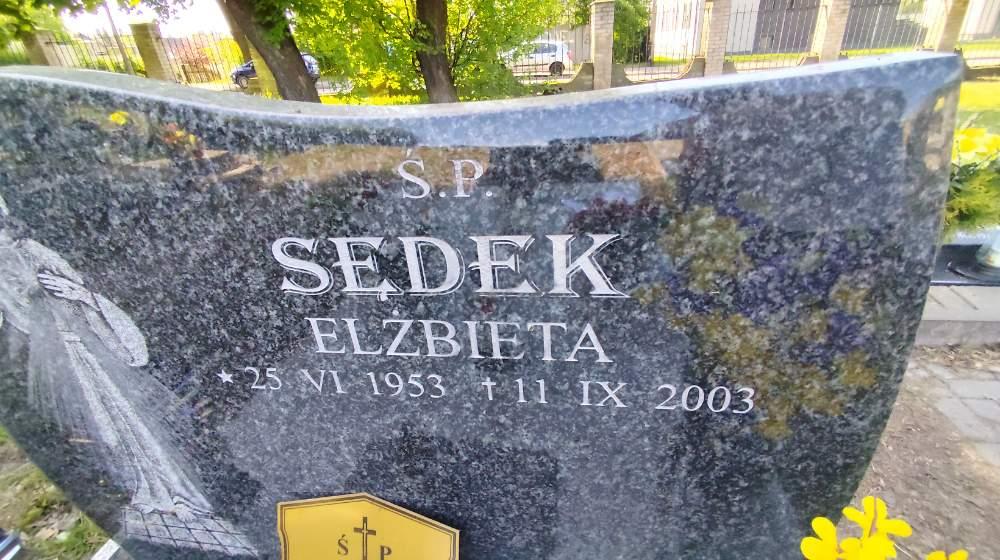 Ś.P.
SĘDEK
ELŻBIETA
★ 25 VI 1953 † 11 IX 2003
Ś P